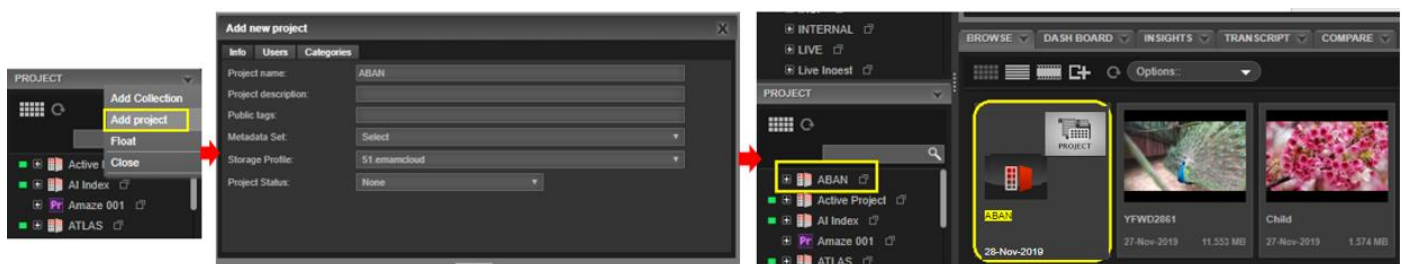 PROJECT
Add Collection
Add project
Float
Close
Active
AI Index
Pr Amaze 001
ATLAS
Add new project X
Info Users Categories
Project name: ABAN
Project description:
Public tags:
Metadata Set: Select
Storage Profile: 51.emamcloud
Project Status: None
INTERNAL
LIVE
Live Ingest
PROJECT
ABAN
Active Project
AI Index
Pr Amaze 001
ATLAS
BROWSE DASH BOARD INSIGHTS TRANSCRIPT COMPARE
Options::
PROJECT
ABAN
28-Nov-2019
YFWD2861
27-Nov-2019 11.553 MB
Child
27-Nov-2019 1.574 MB